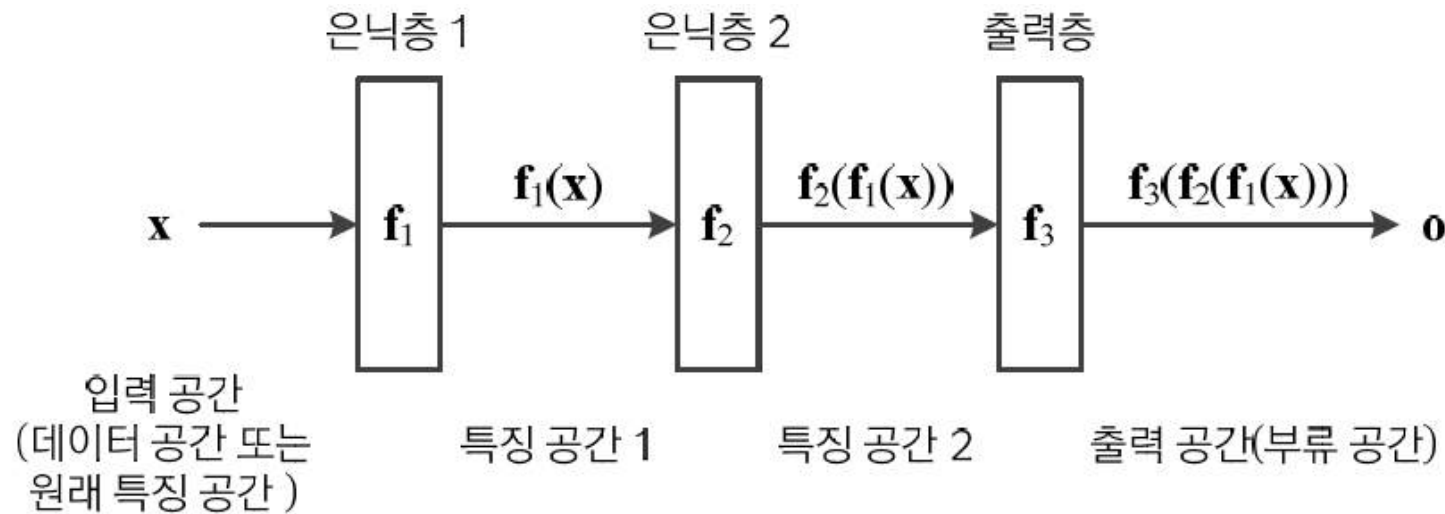 은닉층 1 은닉층 2 출력층
f₁(x) f₂(f₁(x)) f₃(f₂(f₁(x)))
x f₁ f₂ f₃ o
입력 공간
(데이터 공간 또는
원래 특징 공간 )
특징 공간 1 특징 공간 2 출력 공간(부류 공간)